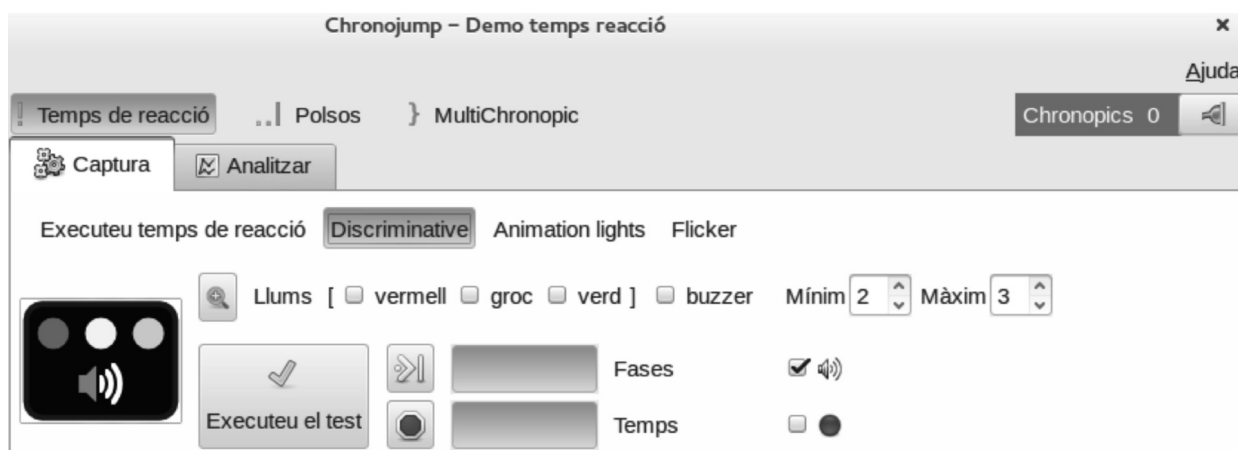 Chronojump – Demo temps reacció
Ajuda
Temps de reacció Polsos MultiChronopic Chronopics 0
Captura Analitzar
Executeu temps de reacció Discriminative Animation lights Flicker
Llums [ vermell groc verd ] buzzer Mínim 2 Màxim 3
Fases
Executeu el test Temps